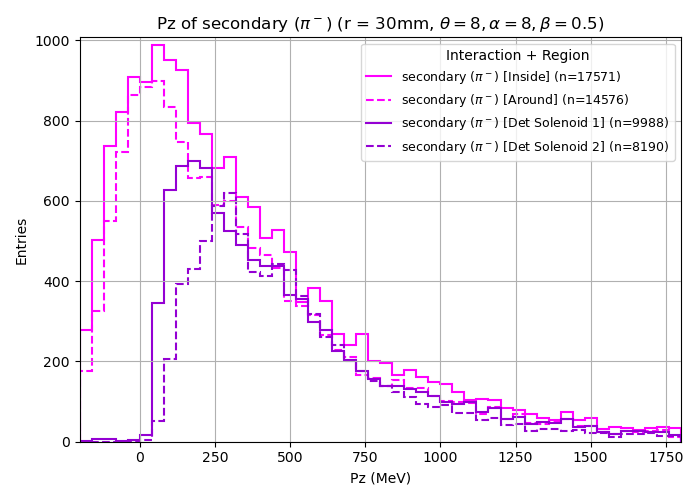 Pz of secondary (π⁻) (r = 30mm, θ = 8, α = 8, β = 0.5)
Interaction + Region
secondary (π⁻) [Inside] (n=17571)
secondary (π⁻) [Around] (n=14576)
secondary (π⁻) [Det Solenoid 1] (n=9988)
secondary (π⁻) [Det Solenoid 2] (n=8190)
Entries
1000
800
600
400
200
0
0 250 500 750 1000 1250 1500 1750
Pz (MeV)